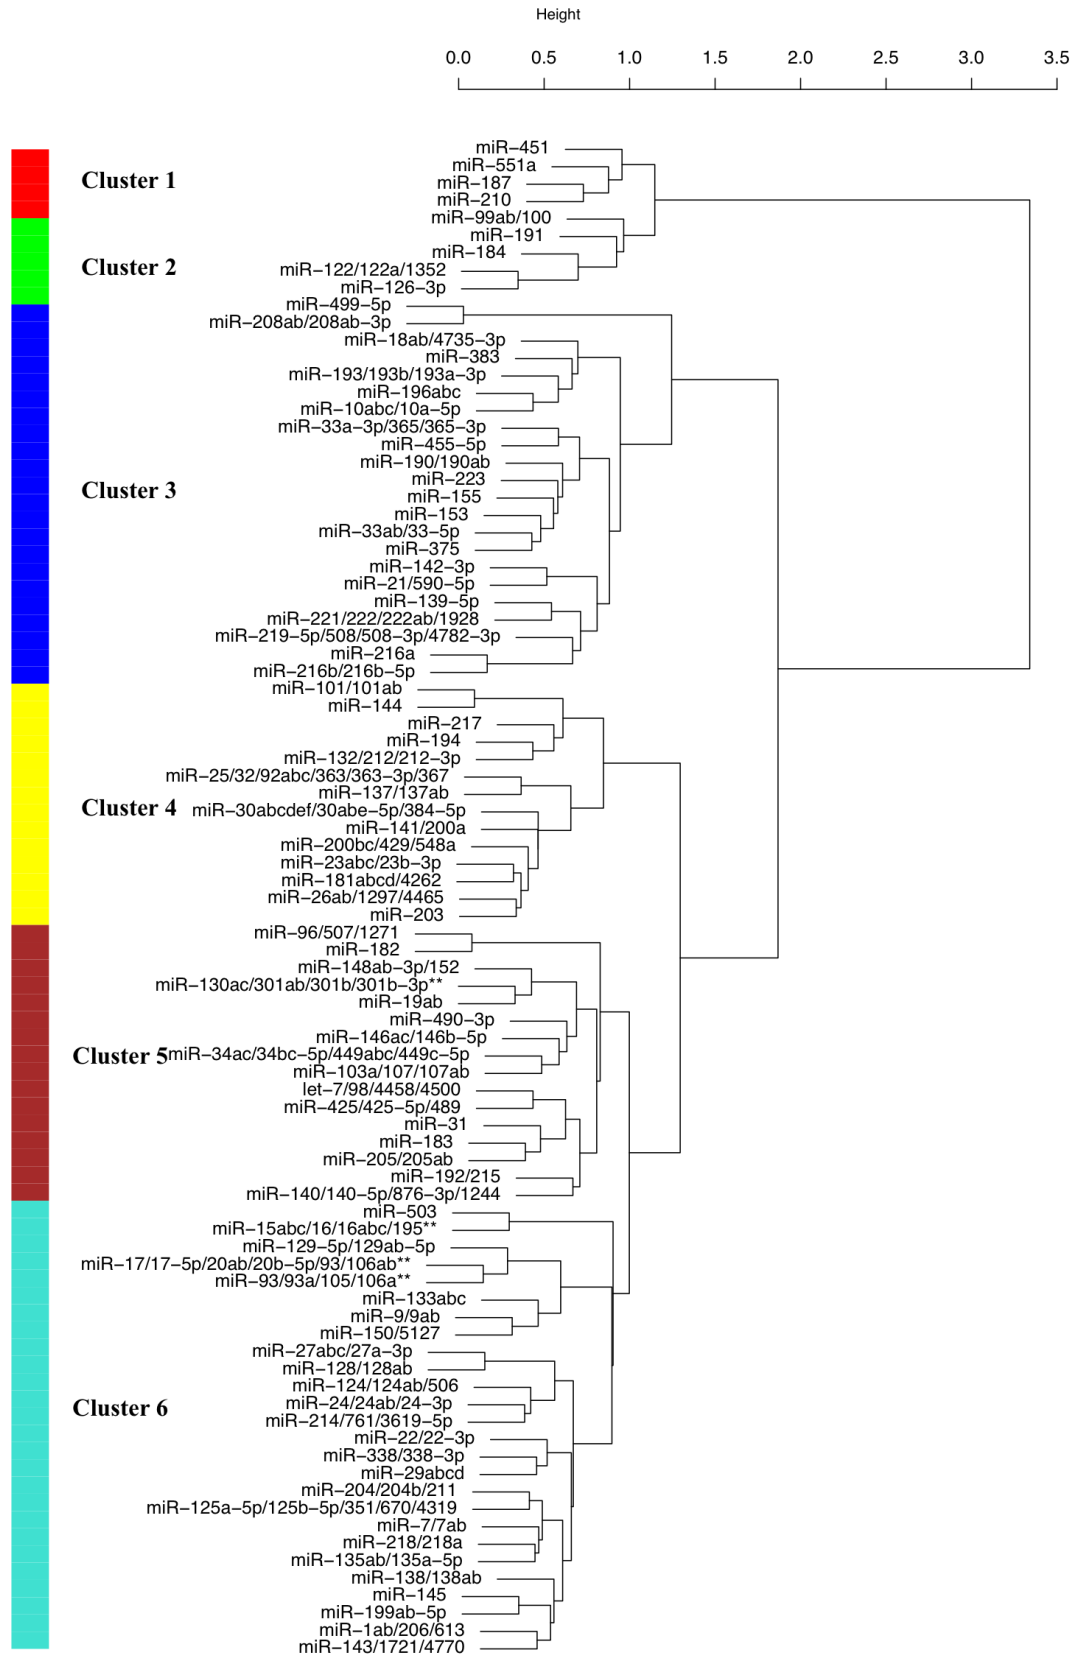 Height
0.0 0.5 1.0 1.5 2.0 2.5 3.0 3.5
miR−451
miR−551a
Cluster 1
miR−187
miR−210
miR−99ab/100
miR−191
miR−184
Cluster 2
miR−122/122a/1352
miR−126−3p
miR−499−5p
miR−208ab/208ab−3p
miR−18ab/4735−3p
miR−383
miR−193/193b/193a−3p
miR−196abc
miR−10abc/10a−5p
miR−33a−3p/365/365−3p
miR−455−5p
miR−190/190ab
miR−223
Cluster 3
miR−155
miR−153
miR−33ab/33−5p
miR−375
miR−142−3p
miR−21/590−5p
miR−139−5p
miR−221/222/222ab/1928
miR−219−5p/508/508−3p/4782−3p
miR−216a
miR−216b/216b−5p
miR−101/101ab
miR−144
miR−217
miR−194
miR−132/212/212−3p
miR−25/32/92abc/363/363−3p/367
miR−137/137ab
Cluster 4
miR−30abcdef/30abe−5p/384−5p
miR−141/200a
miR−200bc/429/548a
miR−23abc/23b−3p
miR−181abcd/4262
miR−26ab/1297/4465
miR−203
miR−96/507/1271
miR−182
miR−148ab−3p/152
miR−130ac/301ab/301b/301b−3p**
miR−19ab
miR−490−3p
miR−146ac/146b−5p
Cluster 5
miR−34ac/34bc−5p/449abc/449c−5p
miR−103a/107/107ab
let−7/98/4458/4500
miR−425/425−5p/489
miR−31
miR−183
miR−205/205ab
miR−192/215
miR−140/140−5p/876−3p/1244
miR−503
miR−15abc/16/16abc/195**
miR−129−5p/129ab−5p
miR−17/17−5p/20ab/20b−5p/93/106ab**
miR−93/93a/105/106a**
miR−133abc
miR−9/9ab
miR−150/5127
miR−27abc/27a−3p
miR−128/128ab
miR−124/124ab/506
miR−24/24ab/24−3p
Cluster 6
miR−214/761/3619−5p
miR−22/22−3p
miR−338/338−3p
miR−29abcd
miR−204/204b/211
miR−125a−5p/125b−5p/351/670/4319
miR−7/7ab
miR−218/218a
miR−135ab/135a−5p
miR−138/138ab
miR−145
miR−199ab−5p
miR−1ab/206/613
miR−143/1721/4770